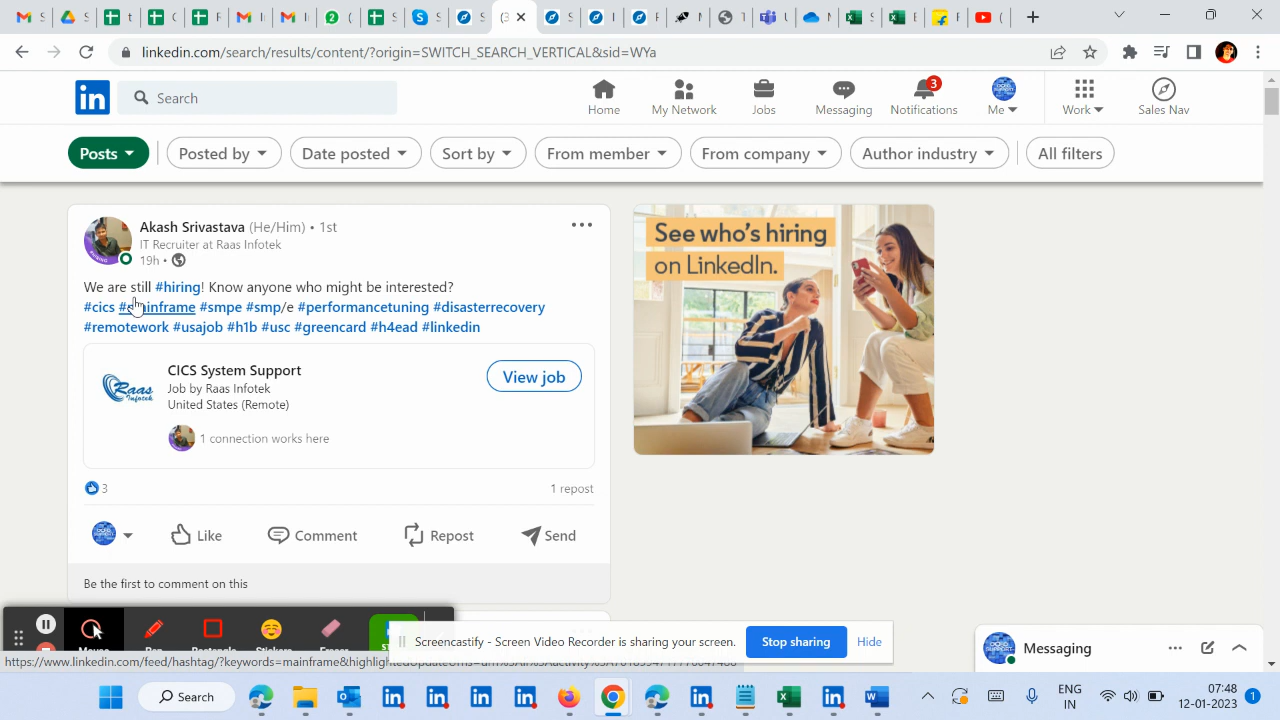 linkedin.com/search/results/content/?origin=SWITCH_SEARCH_VERTICAL&sid=WYa
in Search
Home My Network Jobs Messaging Notifications 3 Me Work Sales Nav
Posts Posted by Date posted Sort by From member From company Author industry All filters
Akash Srivastava (He/Him) • 1st
IT Recruiter at Raas Infotek
19h •
We are still #hiring! Know anyone who might be interested?
#cics #mainframe #smpe #smp/e #performancetuning #disasterrecovery
#remotework #usajob #h1b #usc #greencard #h4ead #linkedin
Raas Infotek
CICS System Support
Job by Raas Infotek
United States (Remote)
1 connection works here
View job
3
1 repost
Like Comment Repost Send
Be the first to comment on this
See who's hiring
on LinkedIn.
Screencastify - Screen Video Recorder is sharing your screen. Stop sharing Hide
Messaging
Search
ENG
IN
07:48
12-01-2023
1